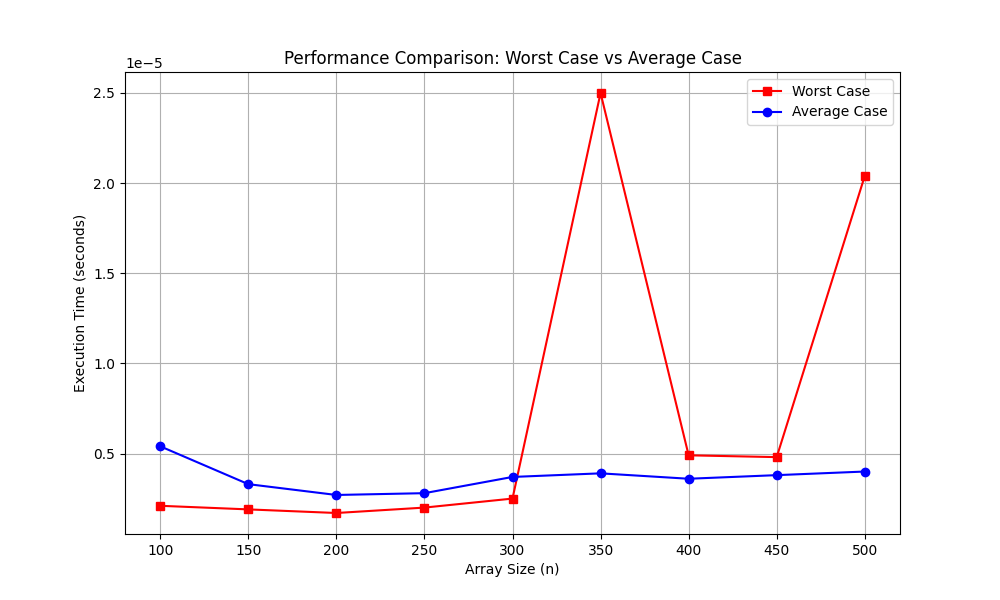 Performance Comparison: Worst Case vs Average Case
1e−5
Worst Case
Average Case
2.5
2.0
1.5
1.0
0.5
Execution Time (seconds)
100 150 200 250 300 350 400 450 500
Array Size (n)